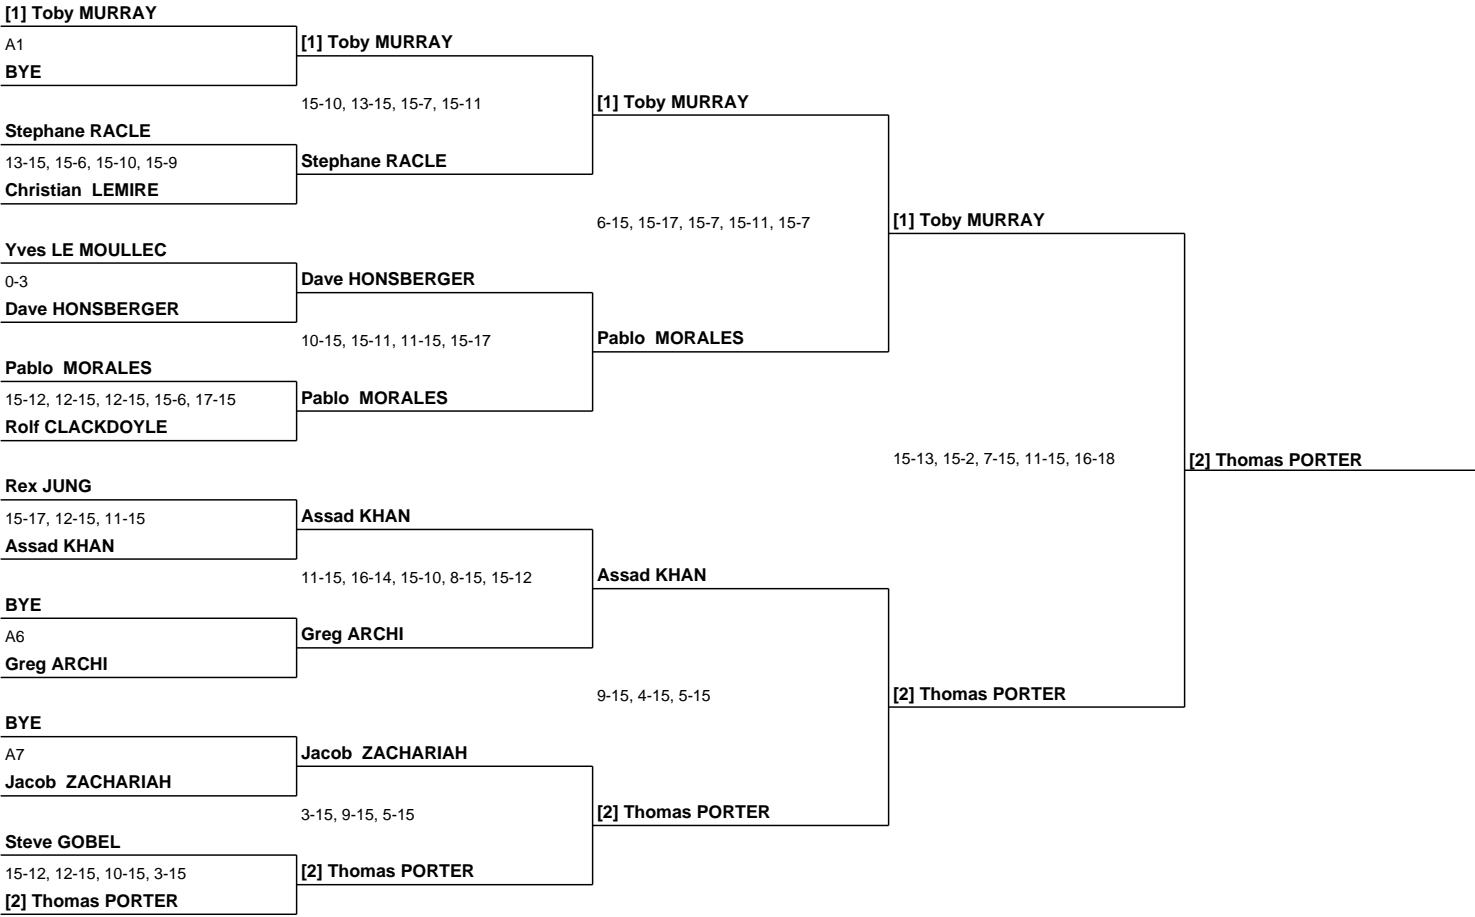 [1] Toby MURRAY
A1
BYE
Stephane RACLE
13-15, 15-6, 15-10, 15-9
Christian LEMIRE
Yves LE MOULLEC
0-3
Dave HONSBERGER
Pablo MORALES
15-12, 12-15, 12-15, 15-6, 17-15
Rolf CLACKDOYLE
Rex JUNG
15-17, 12-15, 11-15
Assad KHAN
BYE
A6
Greg ARCHI
BYE
A7
Jacob ZACHARIAH
Steve GOBEL
15-12, 12-15, 10-15, 3-15
[2] Thomas PORTER
[1] Toby MURRAY
15-10, 13-15, 15-7, 15-11
Stephane RACLE
Dave HONSBERGER
10-15, 15-11, 11-15, 15-17
Pablo MORALES
Assad KHAN
11-15, 16-14, 15-10, 8-15, 15-12
Greg ARCHI
Jacob ZACHARIAH
3-15, 9-15, 5-15
[2] Thomas PORTER
[1] Toby MURRAY
6-15, 15-17, 15-7, 15-11, 15-7
Pablo MORALES
Assad KHAN
9-15, 4-15, 5-15
[2] Thomas PORTER
[1] Toby MURRAY
15-13, 15-2, 7-15, 11-15, 16-18
[2] Thomas PORTER
[2] Thomas PORTER